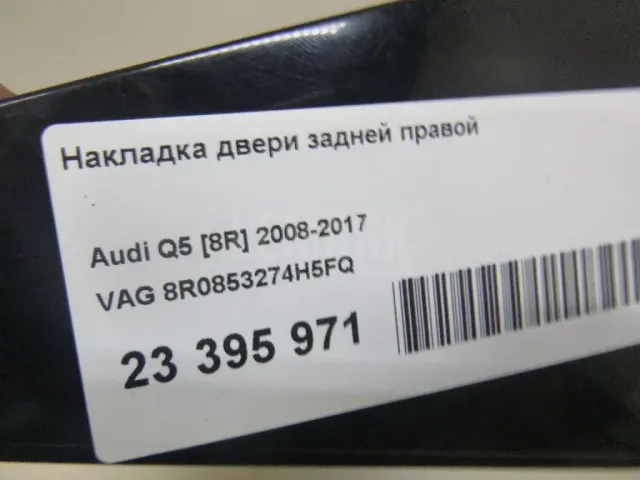 Накладка двери задней правой
Audi Q5 [8R] 2008-2017
VAG 8R0853274H5FQ
23 395 971